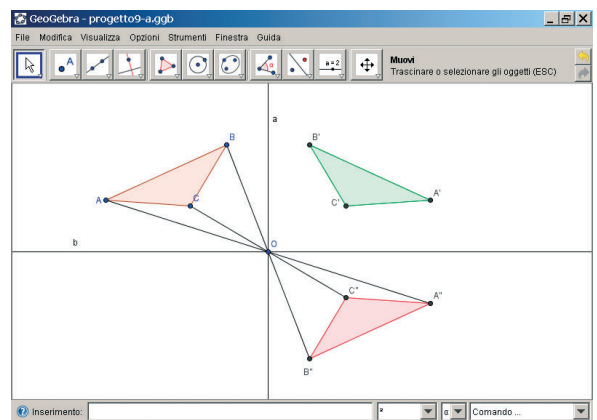 GeoGebra - progetto9-a.ggb
File Modifica Visualizza Opzioni Strumenti Finestra Guida
A α a=2
Muovi
Trascinare o selezionare gli oggetti (ESC)
a
B B'
A C C' A'
b O
C" A"
B"
Inserimento: ² α Comando ...